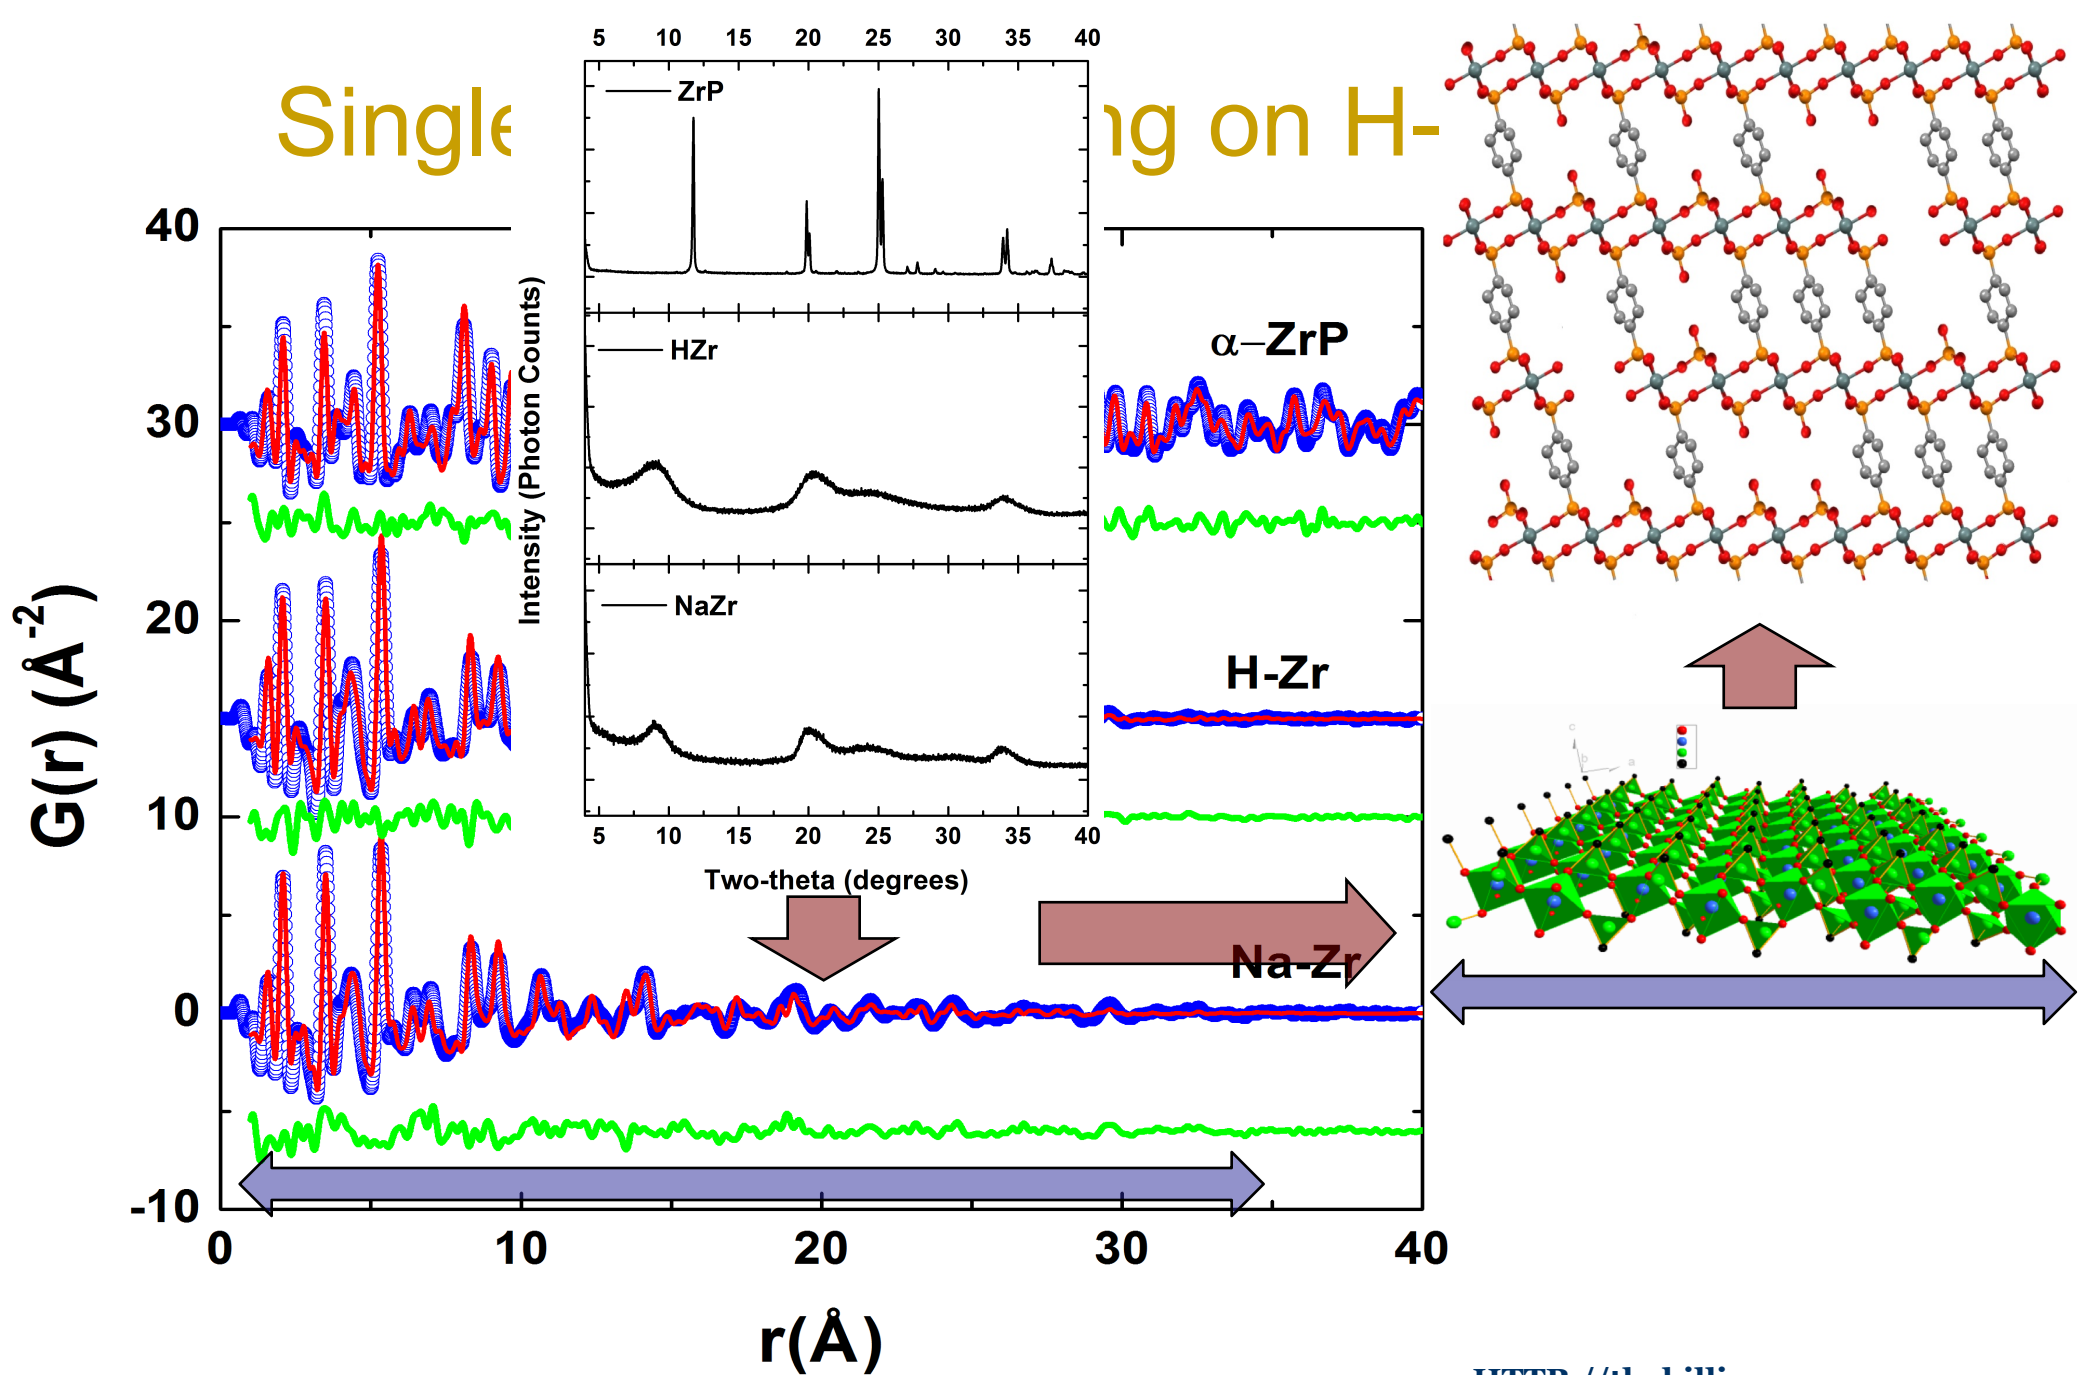 5 10 15 20 25 30 35 40
ZrP
Single
ng on H-
40
30
20
10
0
-10
G(r) (Å⁻²)
Intensity (Photon Counts)
HZr
NaZr
5 10 15 20 25 30 35 40
Two-theta (degrees)
α–ZrP
H-Zr
Na-Zr
c
b
a
0 10 20 30 40
r(Å)